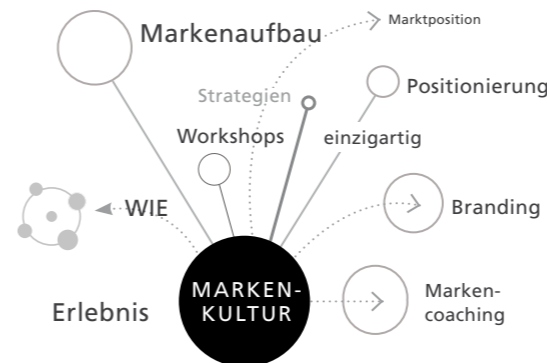 Markenaufbau
Marktposition
Strategien
Positionierung
Workshops
einzigartig
WIE
Branding
Erlebnis
MARKEN-
KULTUR
Marken-
coaching